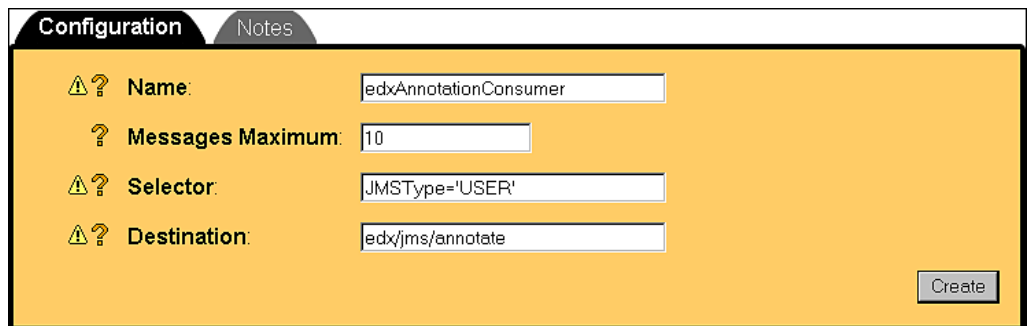 Configuration Notes
Name: edxAnnotationConsumer
Messages Maximum: 10
Selector: JMSType='USER'
Destination: edx/jms/annotate
Create